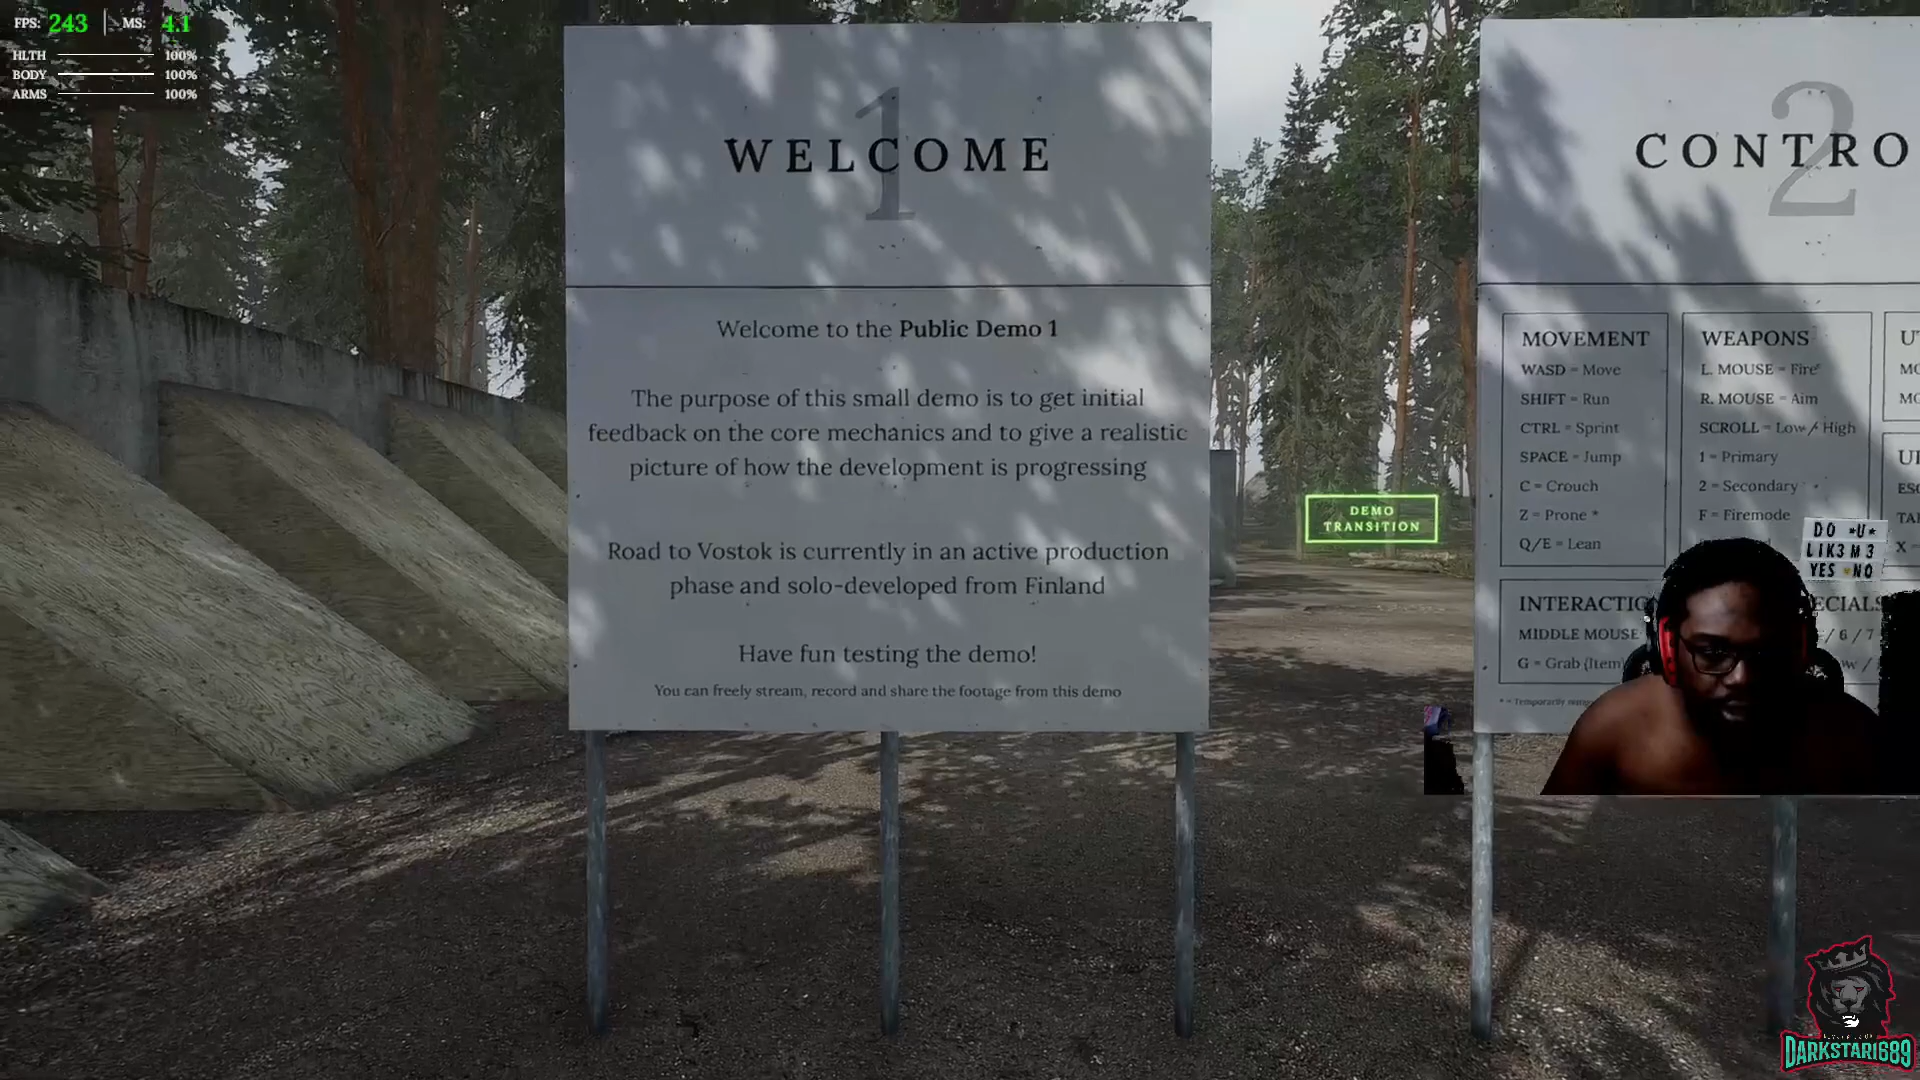 FPS: 243 | MS: 4.1
HLTH 100%
BODY 100%
ARMS 100%
1
WELCOME
Welcome to the Public Demo 1
The purpose of this small demo is to get initial
feedback on the core mechanics and to give a realistic
picture of how the development is progressing
Road to Vostok is currently in an active production
phase and solo-developed from Finland
Have fun testing the demo!
You can freely stream, record and share the footage from this demo
DEMO
TRANSITION
2
CONTRO
MOVEMENT
WASD = Move
SHIFT = Run
CTRL = Sprint
SPACE = Jump
C = Crouch
Z = Prone *
Q/E = Lean
WEAPONS
L. MOUSE = Fire
R. MOUSE = Aim
SCROLL = Low / High
1 = Primary
2 = Secondary
F = Firemode
INTERACTIO
MIDDLE MOUSE
G = Grab (Item)
ECIALS
/ 6 / 7
DO *U*
LIK3 M3
YES NO
DARKSTAR1689